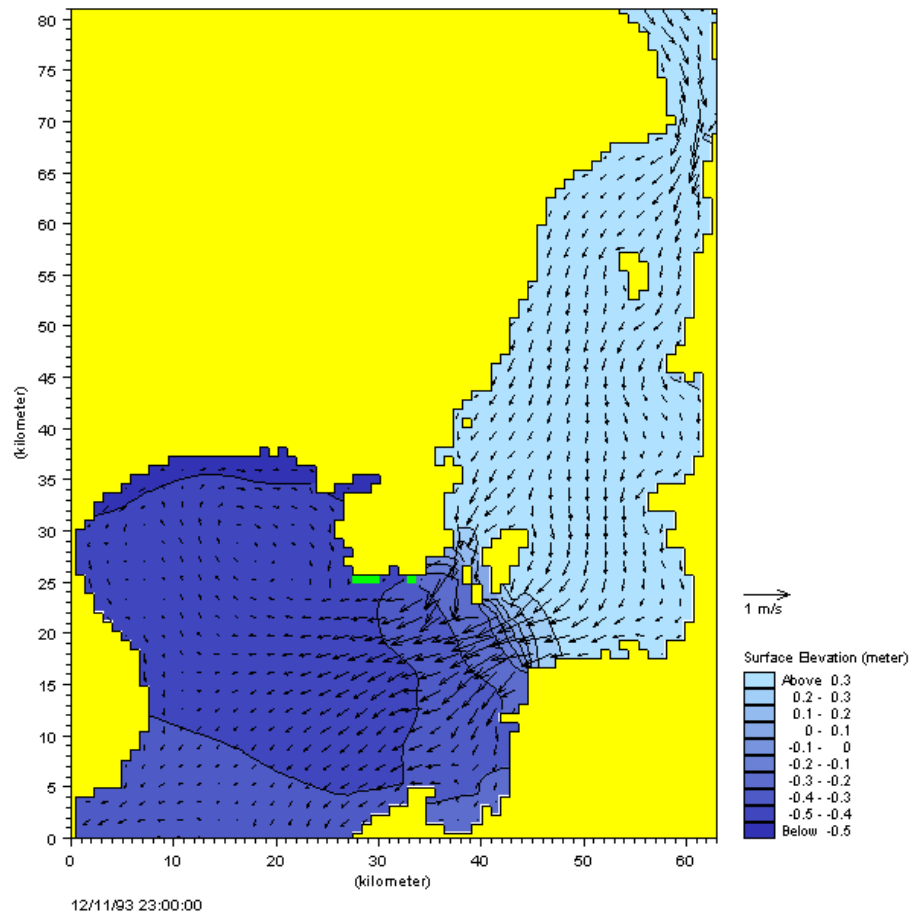 80
75
70
65
60
55
50
45
40
35
30
25
20
15
10
5
0
(kilometer)
0 10 20 30 40 50 60
(kilometer)
12/11/93 23:00:00
1 m/s
Surface Elevation (meter)
Above 0.3
0.2 - 0.3
0.1 - 0.2
0 - 0.1
-0.1 - 0
-0.2 - -0.1
-0.3 - -0.2
-0.4 - -0.3
-0.5 - -0.4
Below -0.5